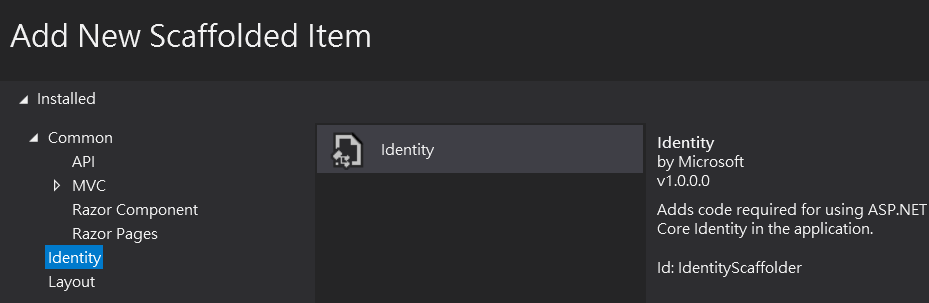 Add New Scaffolded Item
Installed
Common
API
MVC
Razor Component
Razor Pages
Identity
Layout
Identity
Identity
by Microsoft
v1.0.0.0
Adds code required for using ASP.NET
Core Identity in the application.
Id: IdentityScaffolder